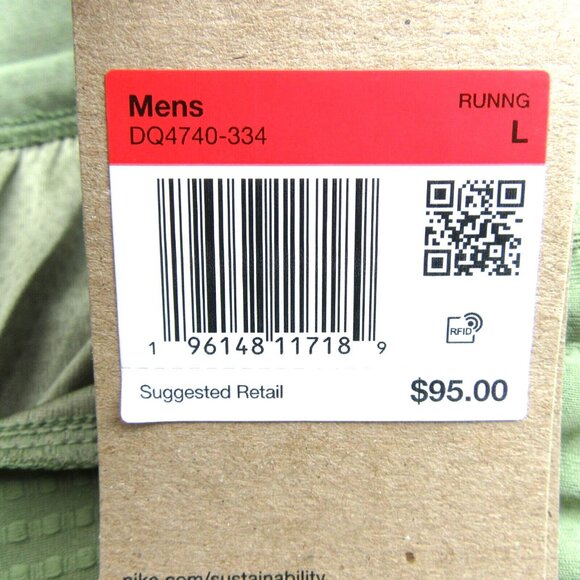 Mens RUNNG
DQ4740-334 L
RFID
1 96148 11718 9
Suggested Retail $95.00
nike.com/sustainability